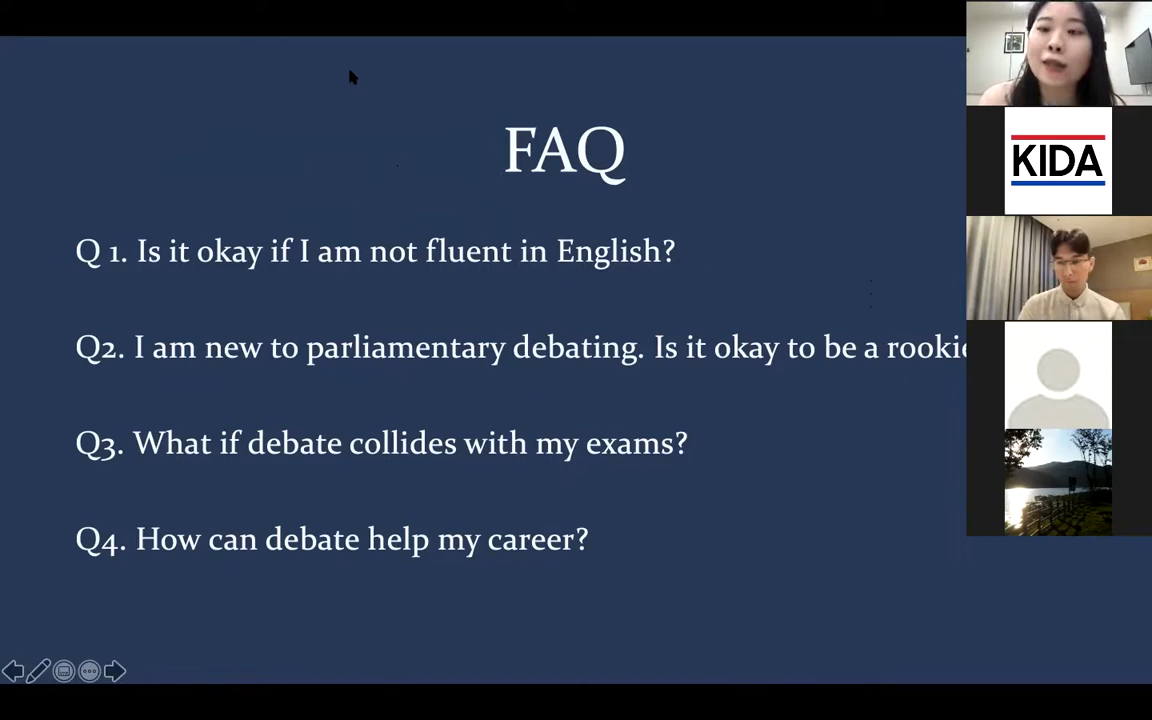 FAQ
Q 1. Is it okay if I am not fluent in English?
Q2. I am new to parliamentary debating. Is it okay to be a rookie
Q3. What if debate collides with my exams?
Q4. How can debate help my career?
KIDA